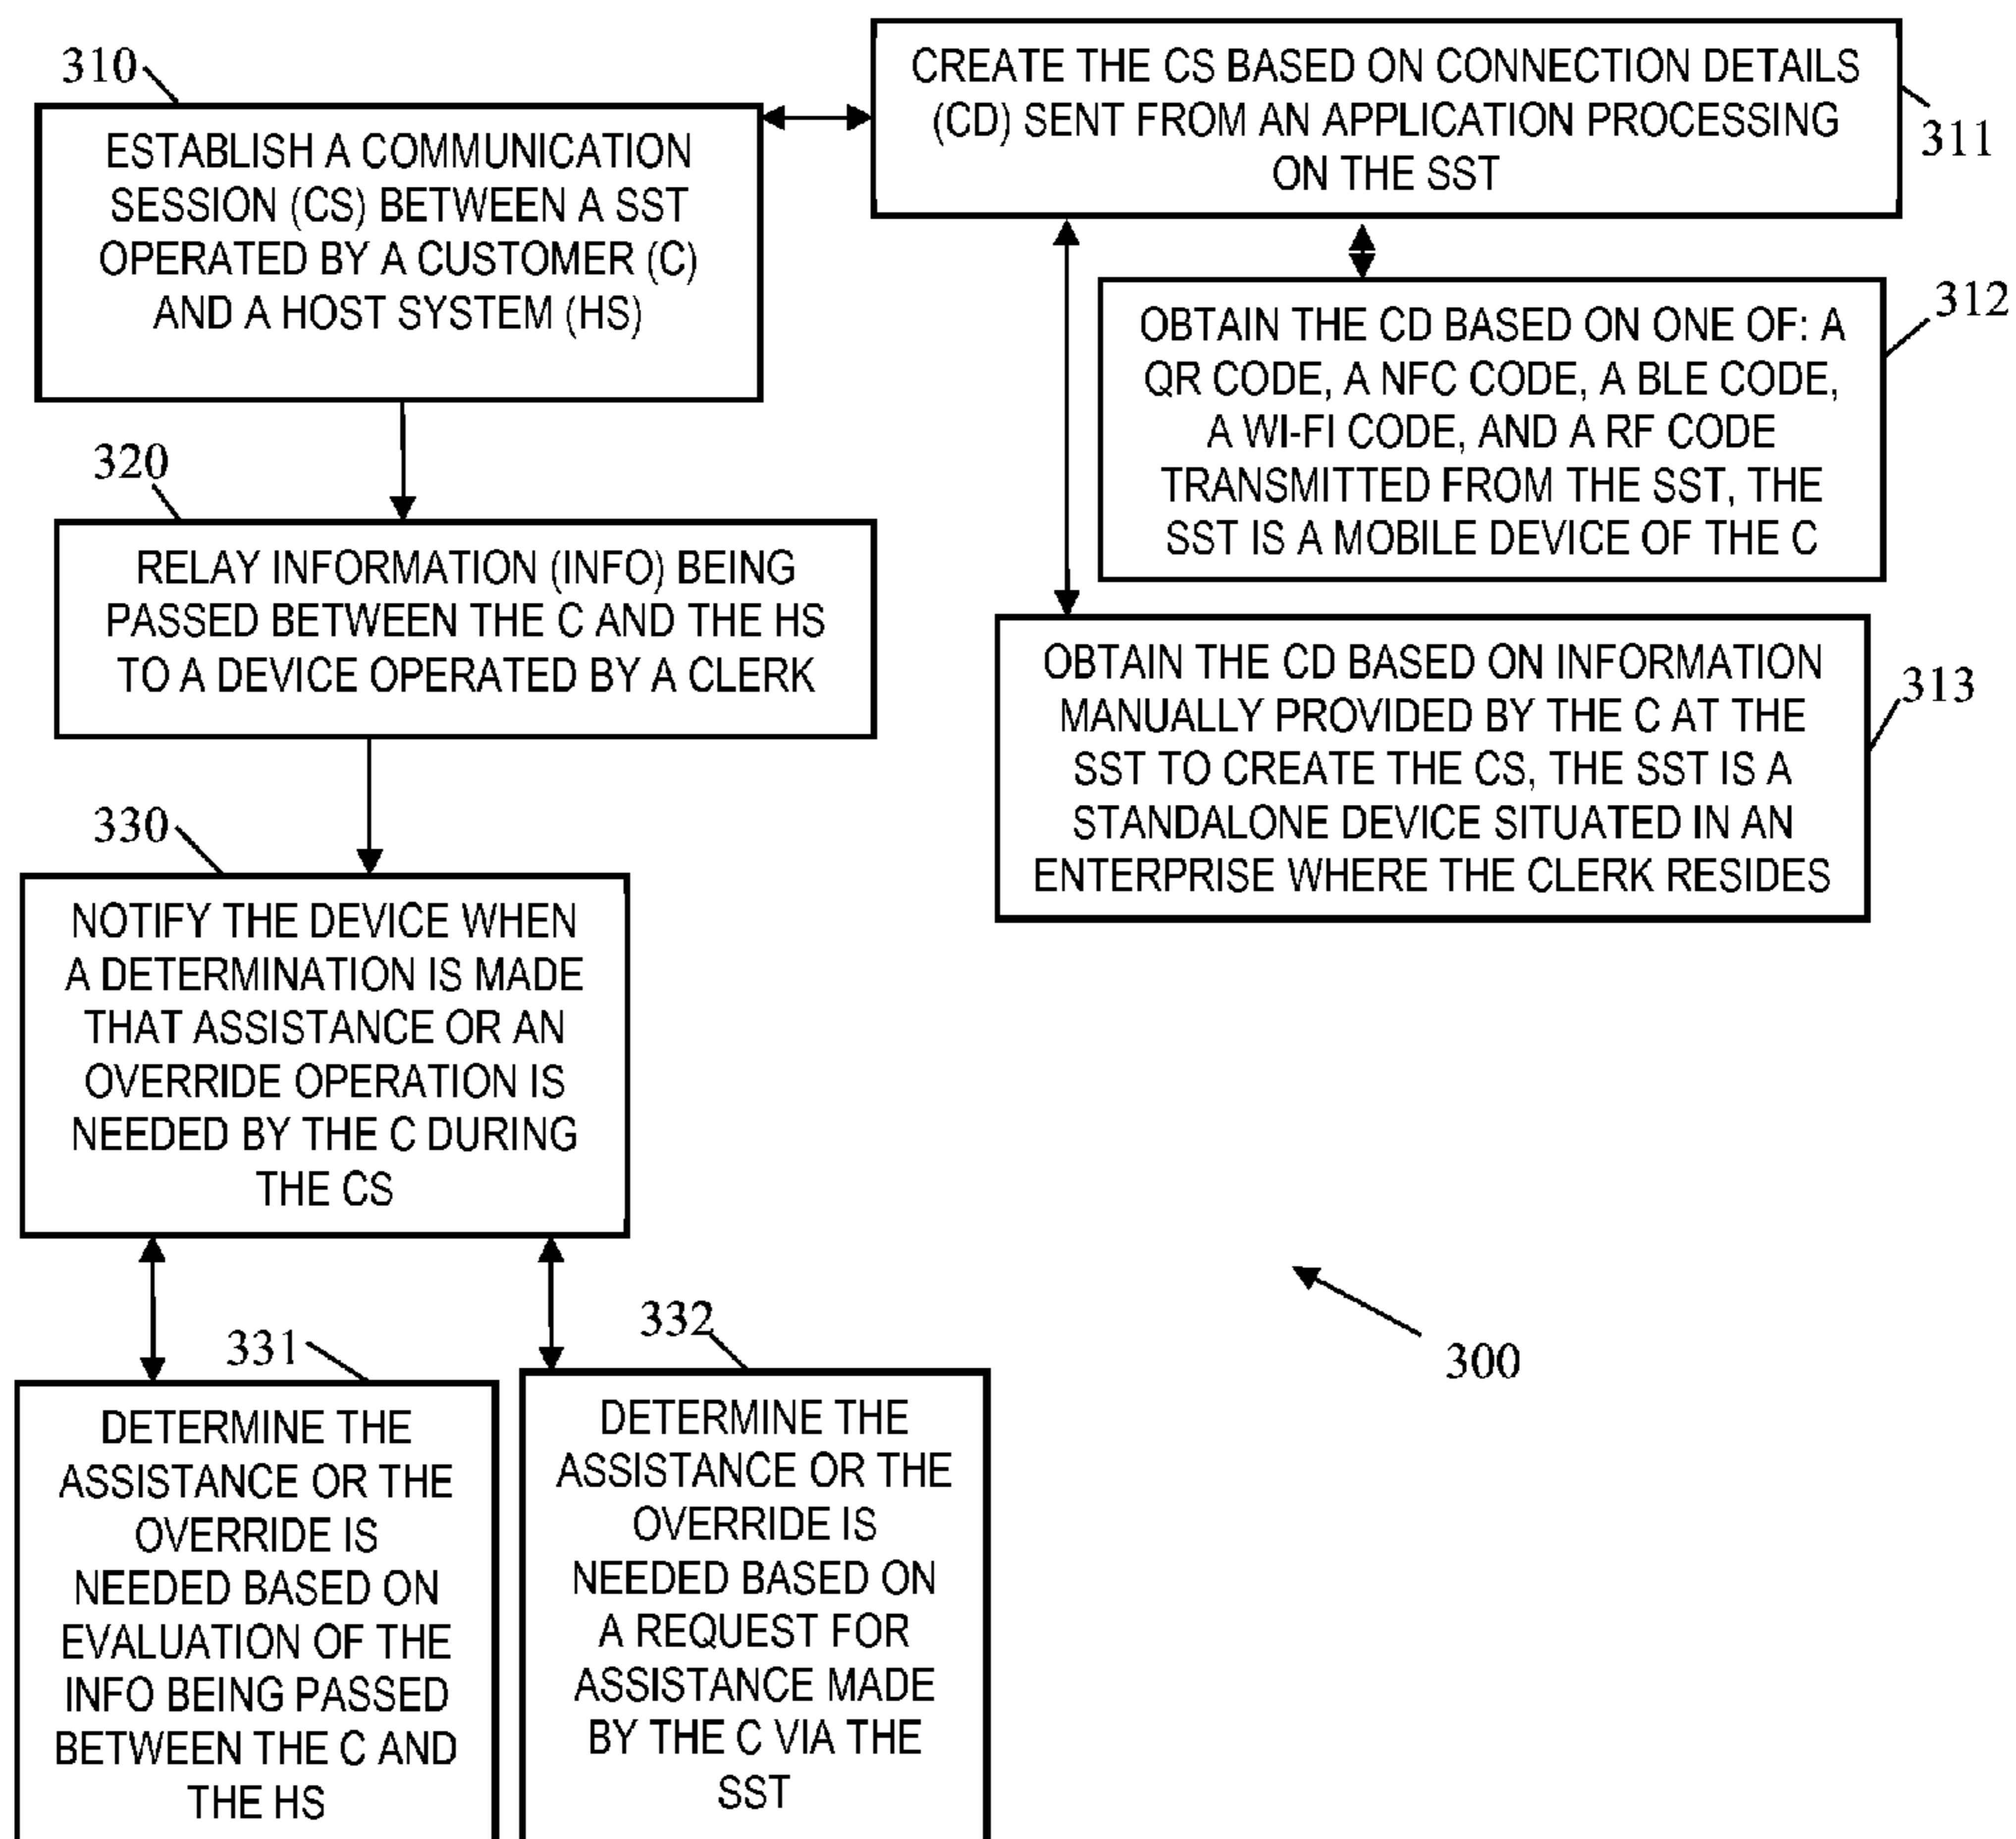 310
ESTABLISH A COMMUNICATION
SESSION (CS) BETWEEN A SST
OPERATED BY A CUSTOMER (C)
AND A HOST SYSTEM (HS)
CREATE THE CS BASED ON CONNECTION DETAILS
(CD) SENT FROM AN APPLICATION PROCESSING
ON THE SST
311
OBTAIN THE CD BASED ON ONE OF: A
QR CODE, A NFC CODE, A BLE CODE,
A WI-FI CODE, AND A RF CODE
TRANSMITTED FROM THE SST, THE
SST IS A MOBILE DEVICE OF THE C
312
320
RELAY INFORMATION (INFO) BEING
PASSED BETWEEN THE C AND THE HS
TO A DEVICE OPERATED BY A CLERK
OBTAIN THE CD BASED ON INFORMATION
MANUALLY PROVIDED BY THE C AT THE
SST TO CREATE THE CS, THE SST IS A
STANDALONE DEVICE SITUATED IN AN
ENTERPRISE WHERE THE CLERK RESIDES
313
330
NOTIFY THE DEVICE WHEN
A DETERMINATION IS MADE
THAT ASSISTANCE OR AN
OVERRIDE OPERATION IS
NEEDED BY THE C DURING
THE CS
331
DETERMINE THE
ASSISTANCE OR THE
OVERRIDE IS
NEEDED BASED ON
EVALUATION OF THE
INFO BEING PASSED
BETWEEN THE C AND
THE HS
332
DETERMINE THE
ASSISTANCE OR THE
OVERRIDE IS
NEEDED BASED ON
A REQUEST FOR
ASSISTANCE MADE
BY THE C VIA THE
SST
300